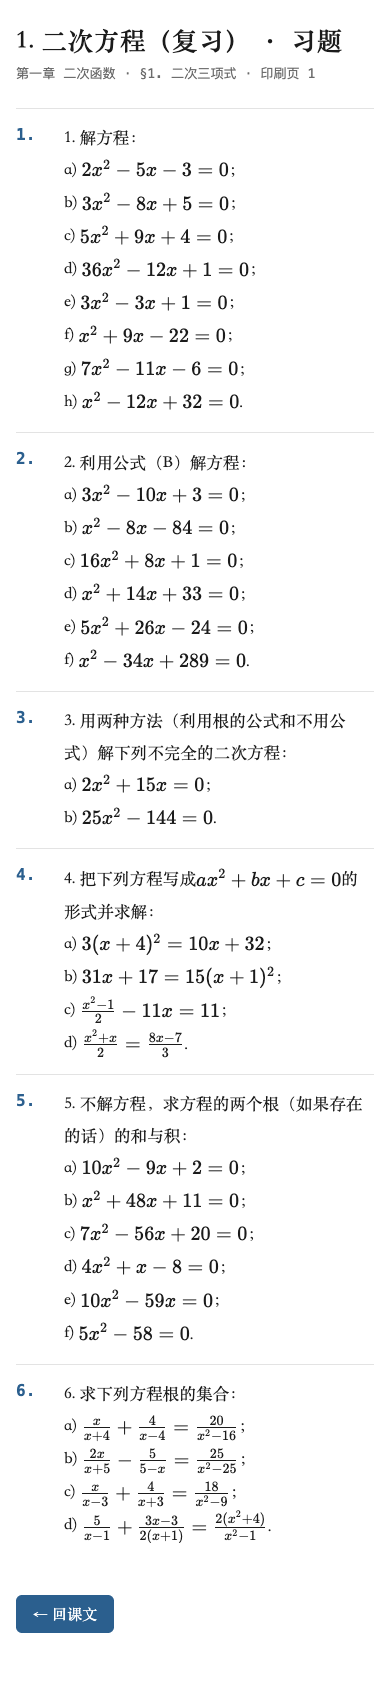 1. 二次方程（复习） · 习题
第一章 二次函数 · §1. 二次三项式 · 印刷页 1
1. 1. 解方程：
a) 2x² − 5x − 3 = 0;
b) 3x² − 8x + 5 = 0;
c) 5x² + 9x + 4 = 0;
d) 36x² − 12x + 1 = 0;
e) 3x² − 3x + 1 = 0;
f) x² + 9x − 22 = 0;
g) 7x² − 11x − 6 = 0;
h) x² − 12x + 32 = 0.
2. 2. 利用公式（B）解方程：
a) 3x² − 10x + 3 = 0;
b) x² − 8x − 84 = 0;
c) 16x² + 8x + 1 = 0;
d) x² + 14x + 33 = 0;
e) 5x² + 26x − 24 = 0;
f) x² − 34x + 289 = 0.
3. 3. 用两种方法（利用根的公式和不用公
式）解下列不完全的二次方程：
a) 2x² + 15x = 0;
b) 25x² − 144 = 0.
4. 4. 把下列方程写成ax² + bx + c = 0的
形式并求解：
a) 3(x + 4)² = 10x + 32;
b) 31x + 17 = 15(x + 1)²;
c) (x²−1)/2 − 11x = 11;
d) (x²+x)/2 = (8x−7)/3.
5. 5. 不解方程，求方程的两个根（如果存在
的话）的和与积：
a) 10x² − 9x + 2 = 0;
b) x² + 48x + 11 = 0;
c) 7x² − 56x + 20 = 0;
d) 4x² + x − 8 = 0;
e) 10x² − 59x = 0;
f) 5x² − 58 = 0.
6. 6. 求下列方程根的集合：
a) x/(x+4) + 4/(x−4) = 20/(x²−16);
b) 2x/(x+5) − 5/(5−x) = 25/(x²−25);
c) x/(x−3) + 4/(x+3) = 18/(x²−9);
d) 5/(x−1) + (3x−3)/(2(x+1)) = 2(x²+4)/(x²−1).
← 回课文